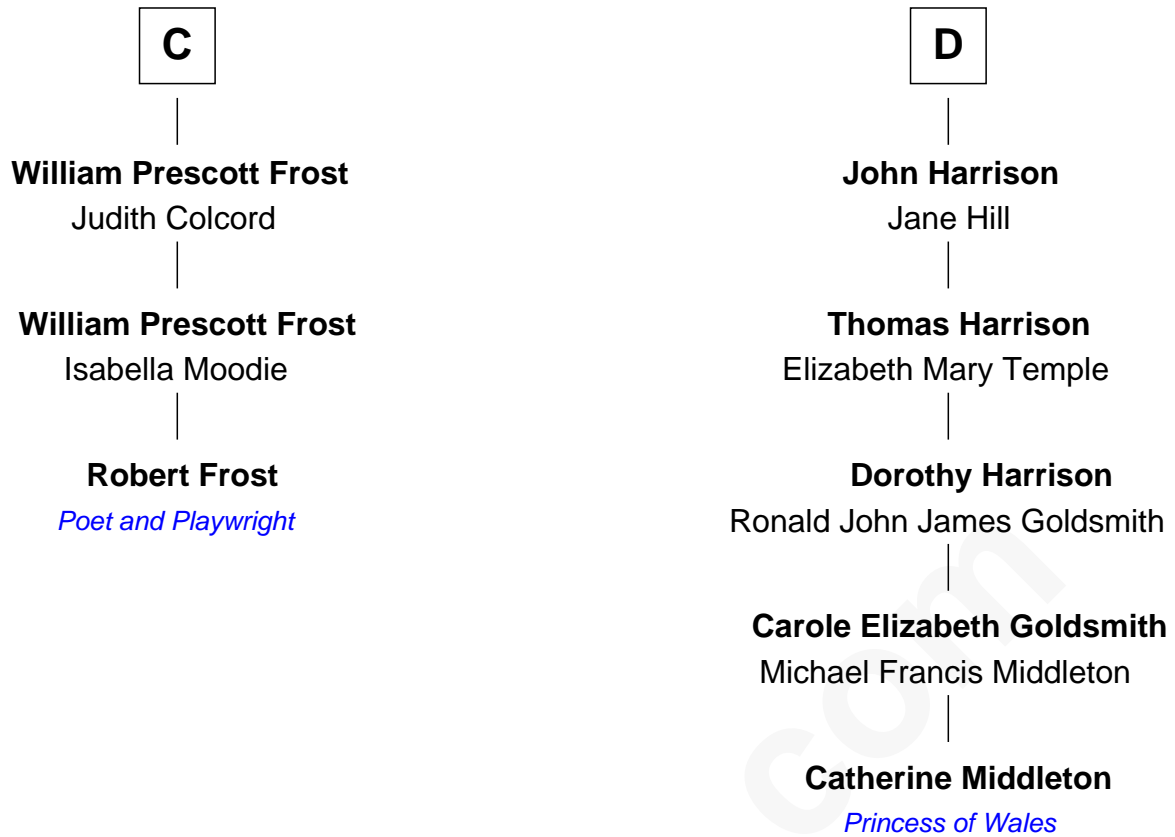 C
William Prescott Frost
Judith Colcord
William Prescott Frost
Isabella Moodie
Robert Frost
Poet and Playwright
D
John Harrison
Jane Hill
Thomas Harrison
Elizabeth Mary Temple
Dorothy Harrison
Ronald John James Goldsmith
Carole Elizabeth Goldsmith
Michael Francis Middleton
Catherine Middleton
Princess of Wales
com